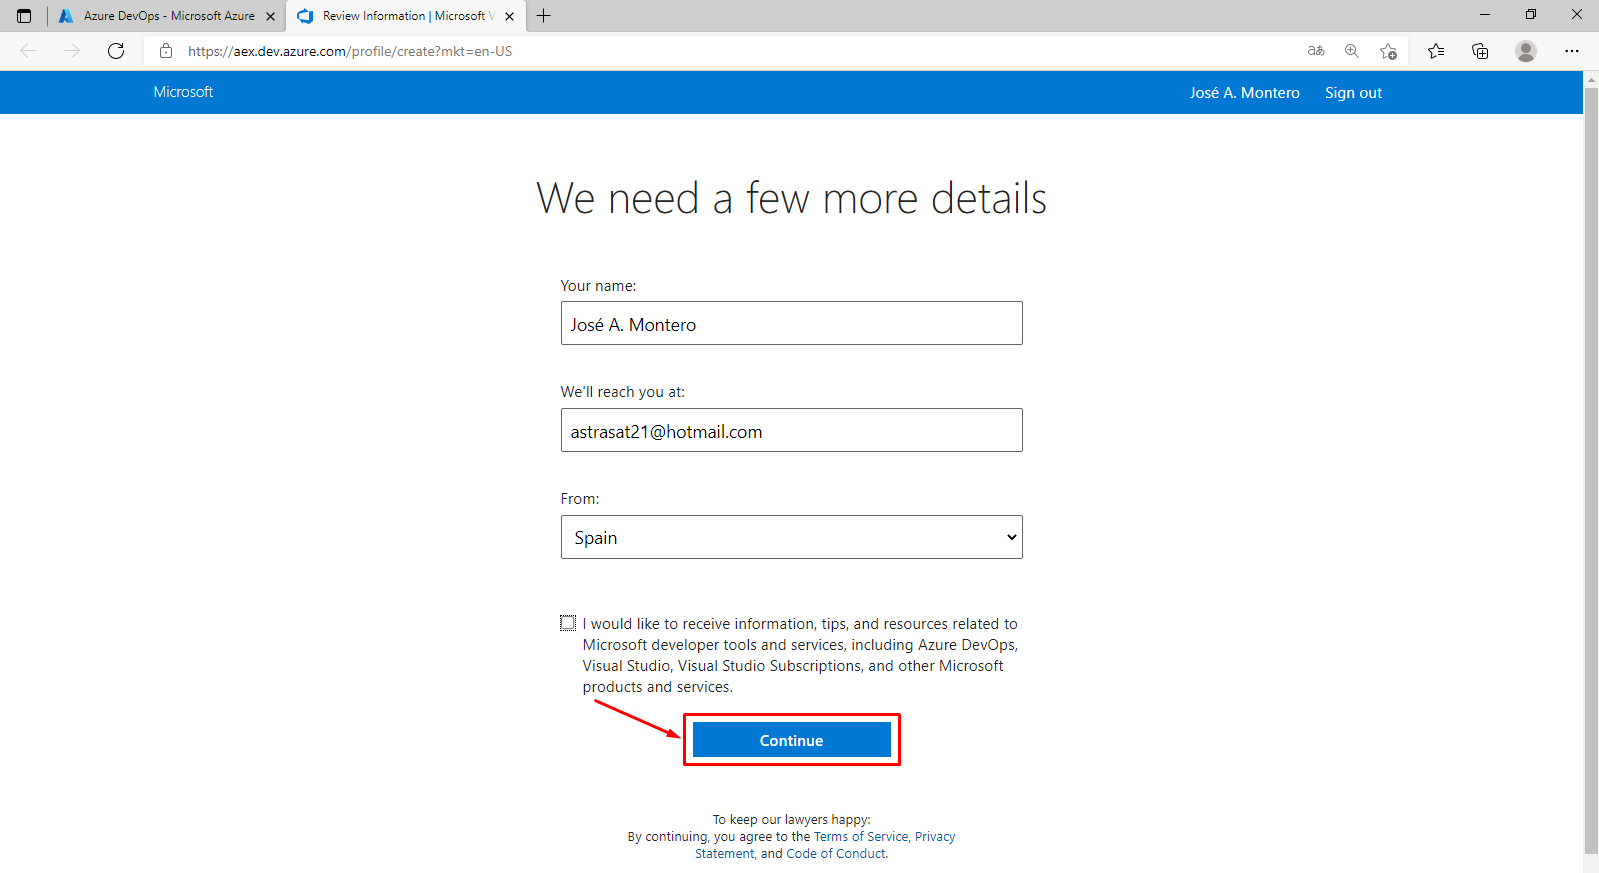 Azure DevOps - Microsoft Azure
Review Information | Microsoft V
https://aex.dev.azure.com/profile/create?mkt=en-US
aあ
Microsoft
José A. Montero
Sign out
We need a few more details
Your name:
José A. Montero
We'll reach you at:
astrasat21@hotmail.com
From:
Spain
I would like to receive information, tips, and resources related to
Microsoft developer tools and services, including Azure DevOps,
Visual Studio, Visual Studio Subscriptions, and other Microsoft
products and services.
Continue
To keep our lawyers happy:
By continuing, you agree to the Terms of Service, Privacy
Statement, and Code of Conduct.